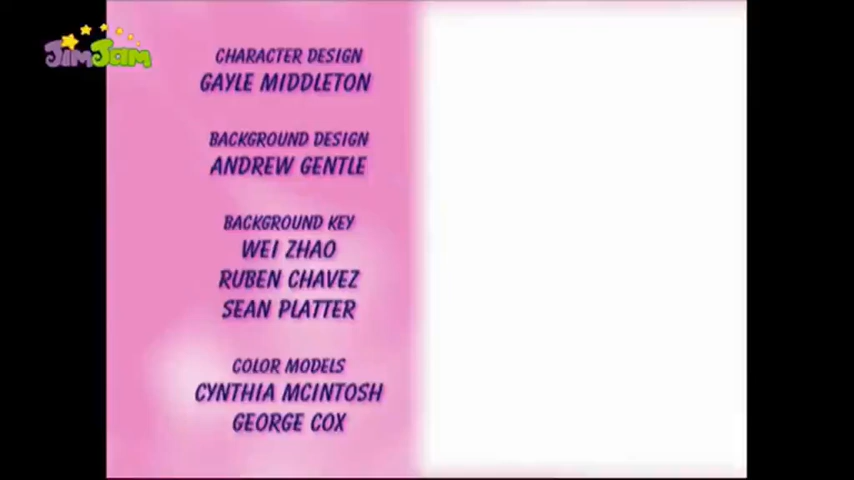 JimJam
CHARACTER DESIGN
GAYLE MIDDLETON
BACKGROUND DESIGN
ANDREW GENTLE
BACKGROUND KEY
WEI ZHAO
RUBEN CHAVEZ
SEAN PLATTER
COLOR MODELS
CYNTHIA MCINTOSH
GEORGE COX